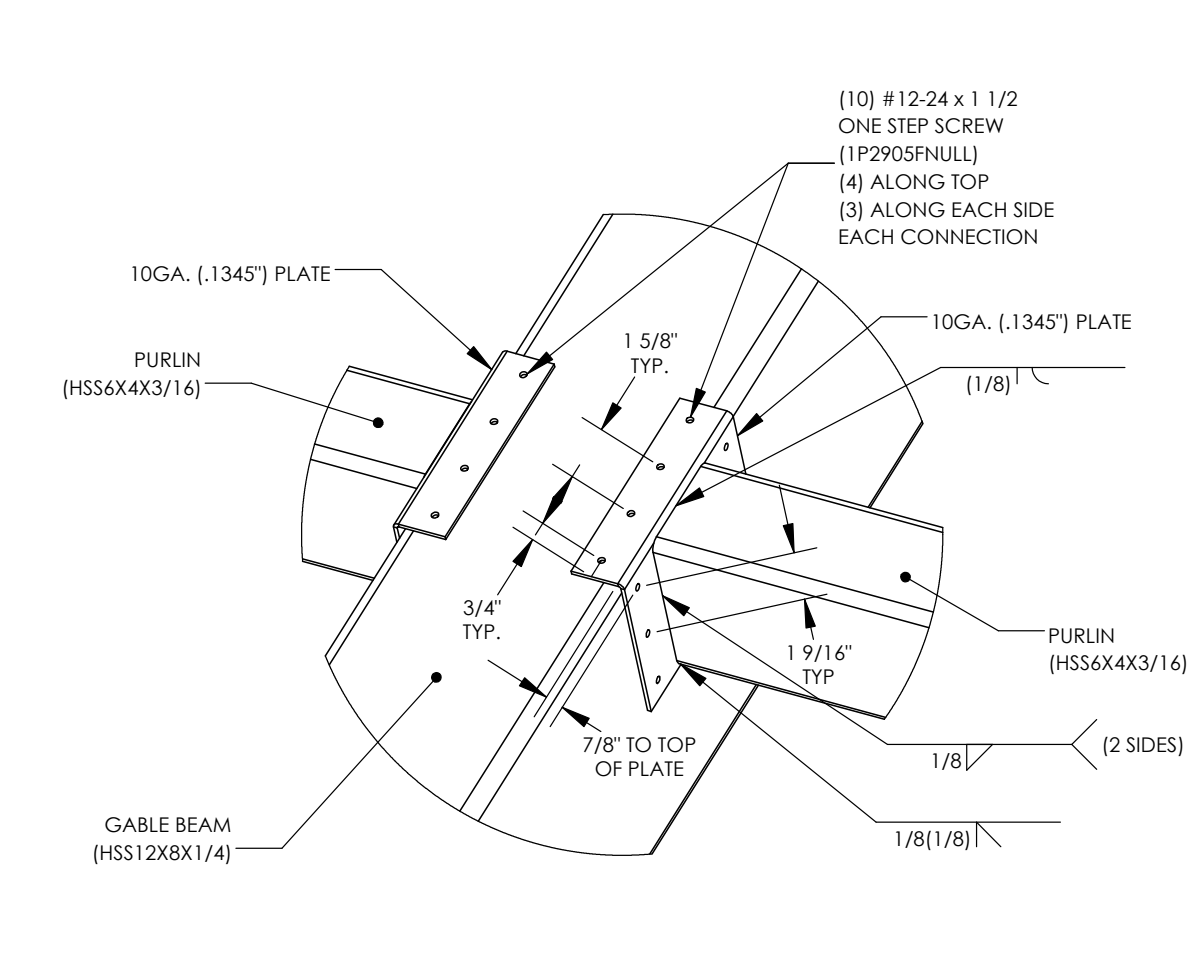 (10) #12-24 x 1 1/2
ONE STEP SCREW
(1P2905FNULL)
(4) ALONG TOP
(3) ALONG EACH SIDE
EACH CONNECTION
10GA. (.1345") PLATE
10GA. (.1345") PLATE
1 5/8"
TYP.
PURLIN
(HSS6X4X3/16)
(1/8)
3/4"
TYP.
1 9/16"
TYP
PURLIN
(HSS6X4X3/16)
7/8" TO TOP
OF PLATE
1/8
(2 SIDES)
GABLE BEAM
(HSS12X8X1/4)
1/8(1/8)